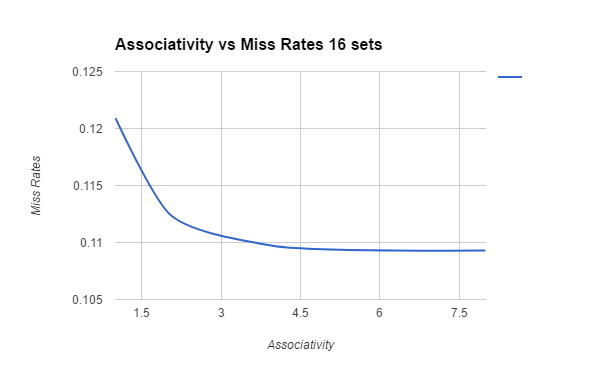 Associativity vs Miss Rates 16 sets
0.125
0.12
0.115
0.11
0.105
Miss Rates
1.5 3 4.5 6 7.5
Associativity